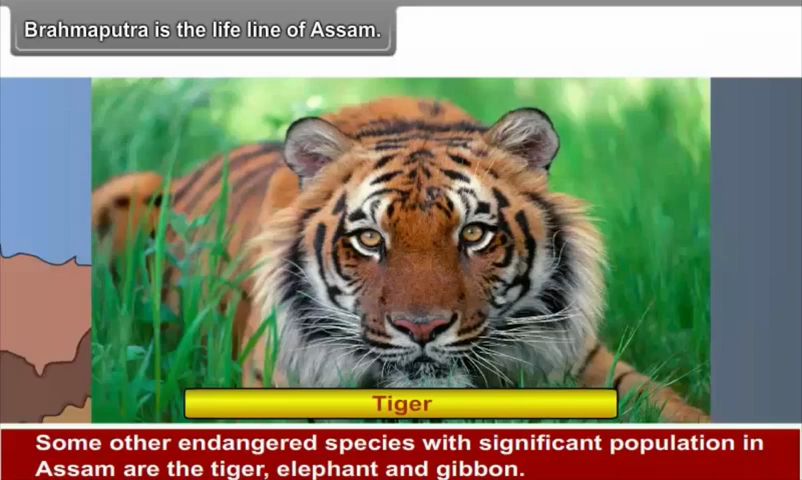 Brahmaputra is the life line of Assam.
Tiger
Some other endangered species with significant population in
Assam are the tiger, elephant and gibbon.